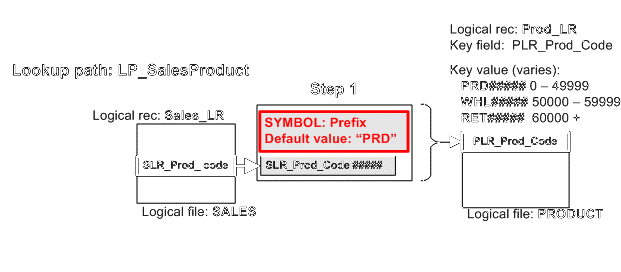 Logical rec: Prod_LR
Key field: PLR_Prod_Code
Lookup path: LP_SalesProduct
Key value (varies):
Step 1
PRD##### 0 – 49999
WHL##### 50000 – 59999
RET##### 60000 +
Logical rec: Sales_LR
SYMBOL: Prefix
Default value: “PRD”
PLR_Prod_Code
SLR_Prod_ code
SLR_Prod_Code #####
Logical file: SALES
Logical file: PRODUCT